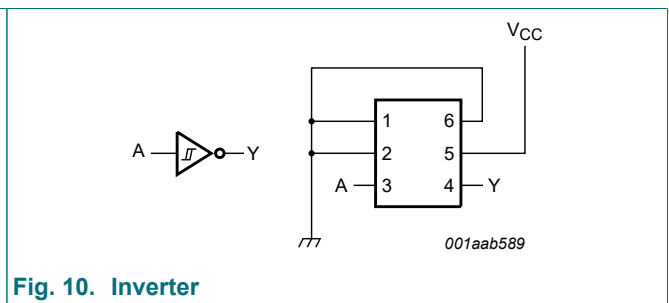 VCC
1 6
A Y 2 5
A 3 4 Y
001aab589
Fig. 10. Inverter